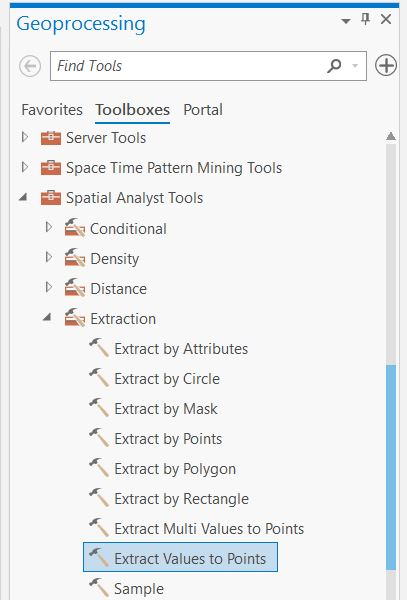 Geoprocessing
Find Tools
Favorites Toolboxes Portal
Server Tools
Space Time Pattern Mining Tools
Spatial Analyst Tools
Conditional
Density
Distance
Extraction
Extract by Attributes
Extract by Circle
Extract by Mask
Extract by Points
Extract by Polygon
Extract by Rectangle
Extract Multi Values to Points
Extract Values to Points
Sample